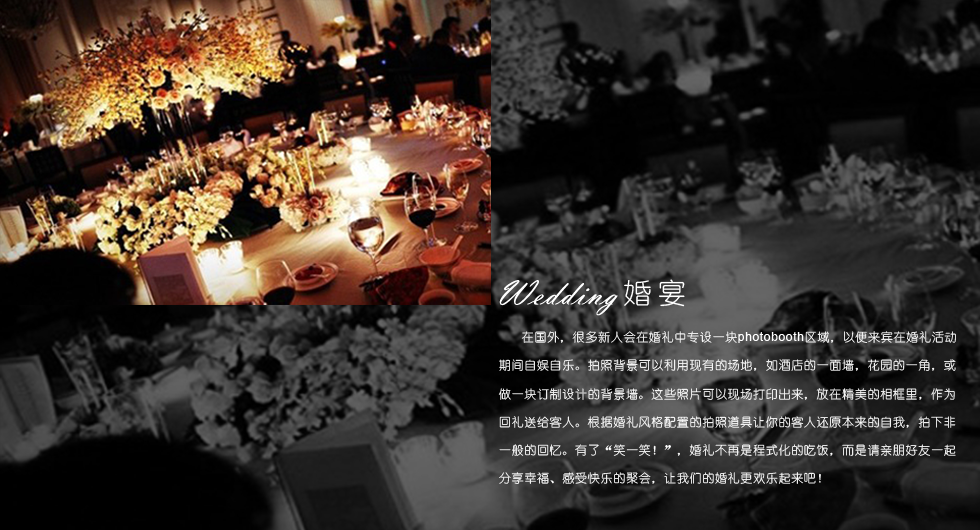 Wedding 婚宴
在国外，很多新人会在婚礼中专设一块photobooth区域，以便来宾在婚礼活动
期间自娱自乐。拍照背景可以利用现有的场地，如酒店的一面墙，花园的一角，或
做一块订制设计的背景墙。这些照片可以现场打印出来，放在精美的相框里，作为
回礼送给客人。根据婚礼风格配置的拍照道具让你的客人还原本来的自我，拍下非
一般的回忆。有了“笑一笑！”，婚礼不再是程式化的吃饭，而是请亲朋好友一起
分享幸福、感受快乐的聚会，让我们的婚礼更欢乐起来吧！